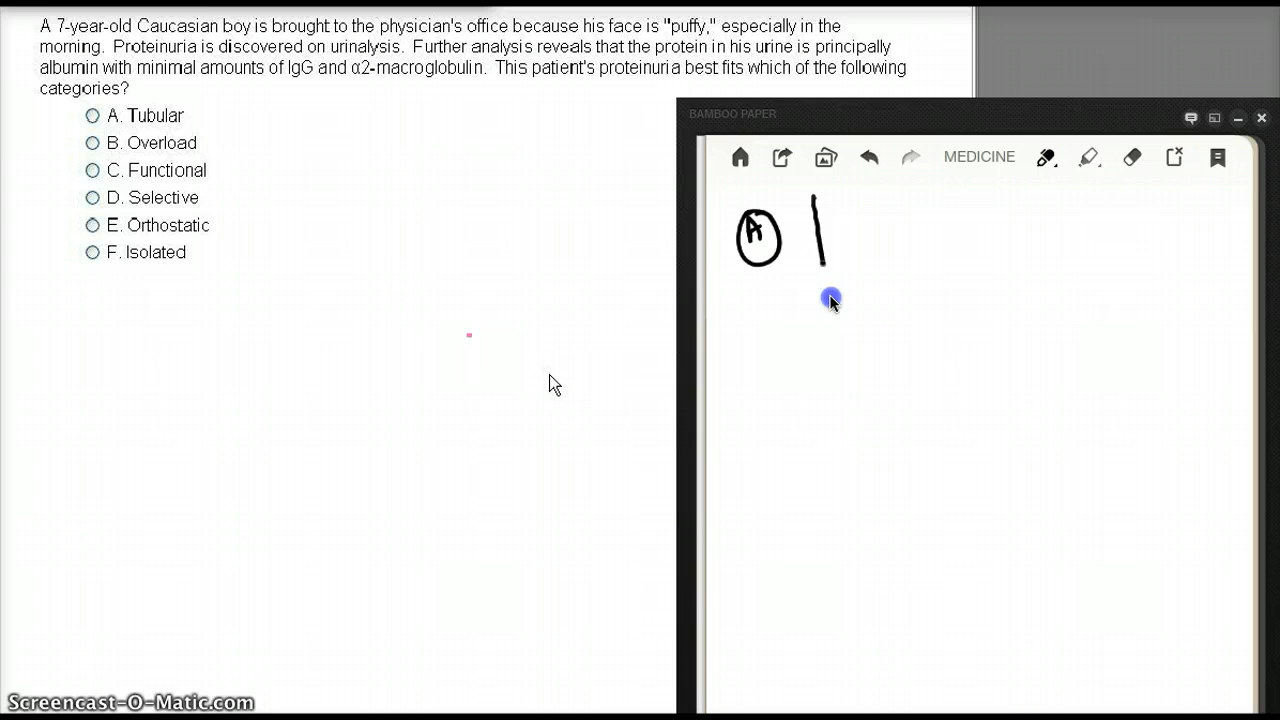 A 7-year-old Caucasian boy is brought to the physician's office because his face is "puffy," especially in the
morning. Proteinuria is discovered on urinalysis. Further analysis reveals that the protein in his urine is principally
albumin with minimal amounts of IgG and α2-macroglobulin. This patient's proteinuria best fits which of the following
categories?
A. Tubular
B. Overload
C. Functional
D. Selective
E. Orthostatic
F. Isolated
BAMBOO PAPER
MEDICINE
A
Screencast-O-Matic.com